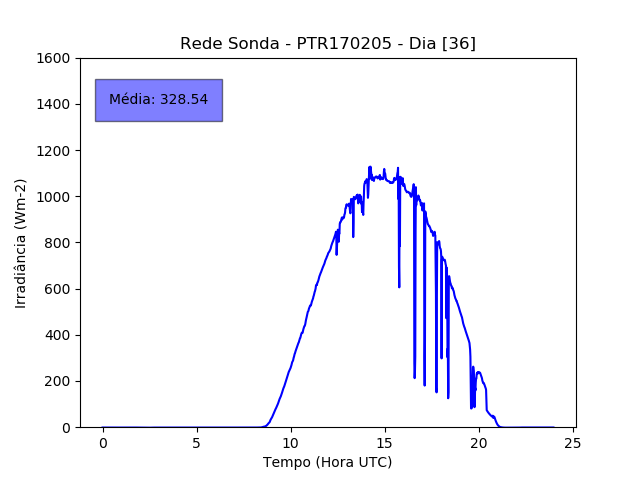 Rede Sonda - PTR170205 - Dia [36]
1600
1400
1200
1000
800
600
400
200
0
Média: 328.54
Irradiância (Wm-2)
0 5 10 15 20 25
Tempo (Hora UTC)